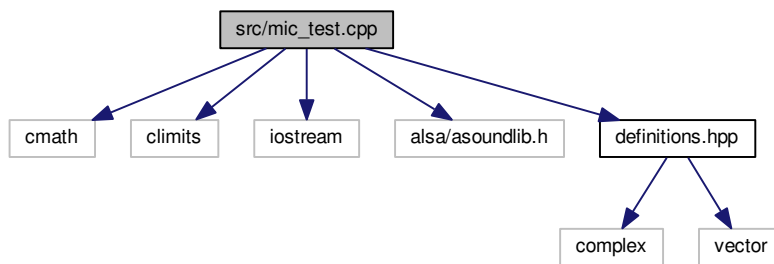 src/mic_test.cpp
cmath
climits
iostream
alsa/asoundlib.h
definitions.hpp
complex
vector